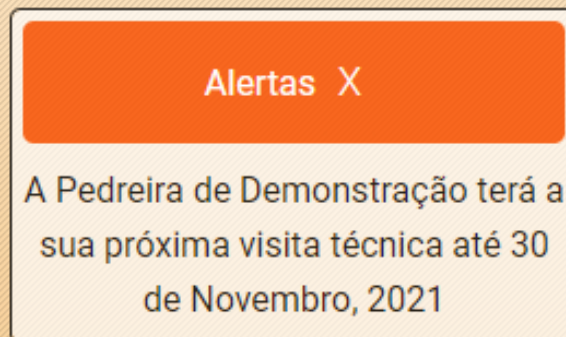 Alertas X
A Pedreira de Demonstração terá a
sua próxima visita técnica até 30
de Novembro, 2021